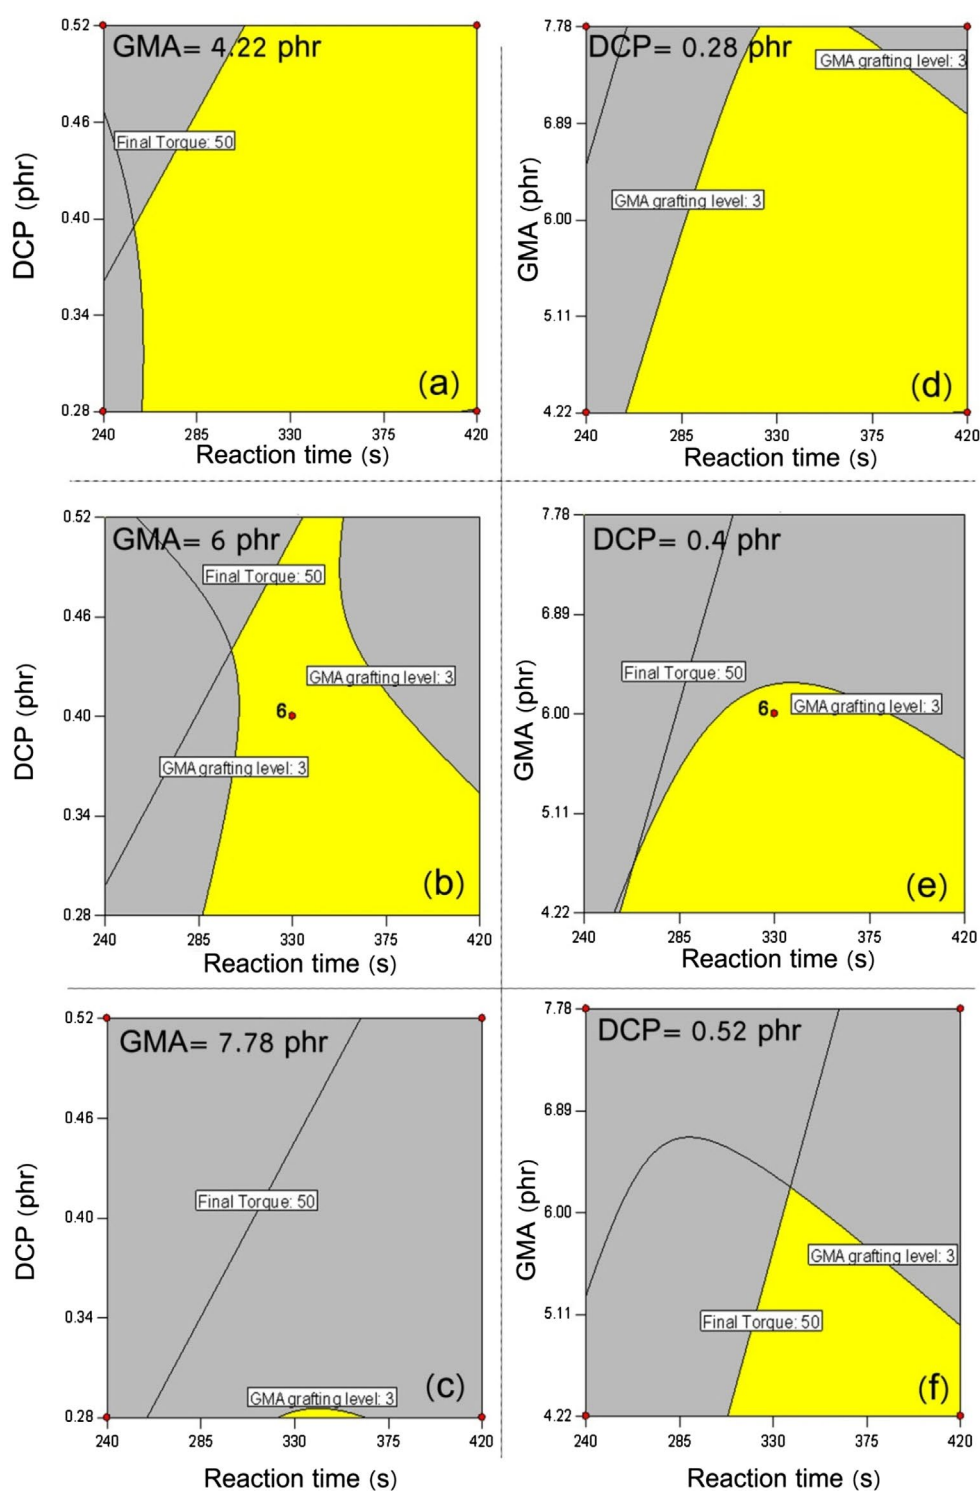 GMA= 4.22 phr
0.52
0.46
0.40
0.34
0.28
DCP (phr)
Final Torque: 50
(a)
240 285 330 375 420
Reaction time (s)
DCP= 0.28 phr
7.78
6.89
6.00
5.11
4.22
GMA (phr)
GMA grafting level: 3
GMA grafting level: 3
(d)
240 285 330 375 420
Reaction time (s)
GMA= 6 phr
0.52
0.46
0.40
0.34
0.28
DCP (phr)
Final Torque: 50
GMA grafting level: 3
6
GMA grafting level: 3
(b)
240 285 330 375 420
Reaction time (s)
DCP= 0.4 phr
7.78
6.89
6.00
5.11
4.22
GMA (phr)
Final Torque: 50
6
GMA grafting level: 3
(e)
240 285 330 375 420
Reaction time (s)
GMA= 7.78 phr
0.52
0.46
0.40
0.34
0.28
DCP (phr)
Final Torque: 50
GMA grafting level: 3
(c)
240 285 330 375 420
Reaction time (s)
DCP= 0.52 phr
7.78
6.89
6.00
5.11
4.22
GMA (phr)
GMA grafting level: 3
Final Torque: 50
(f)
240 285 330 375 420
Reaction time (s)